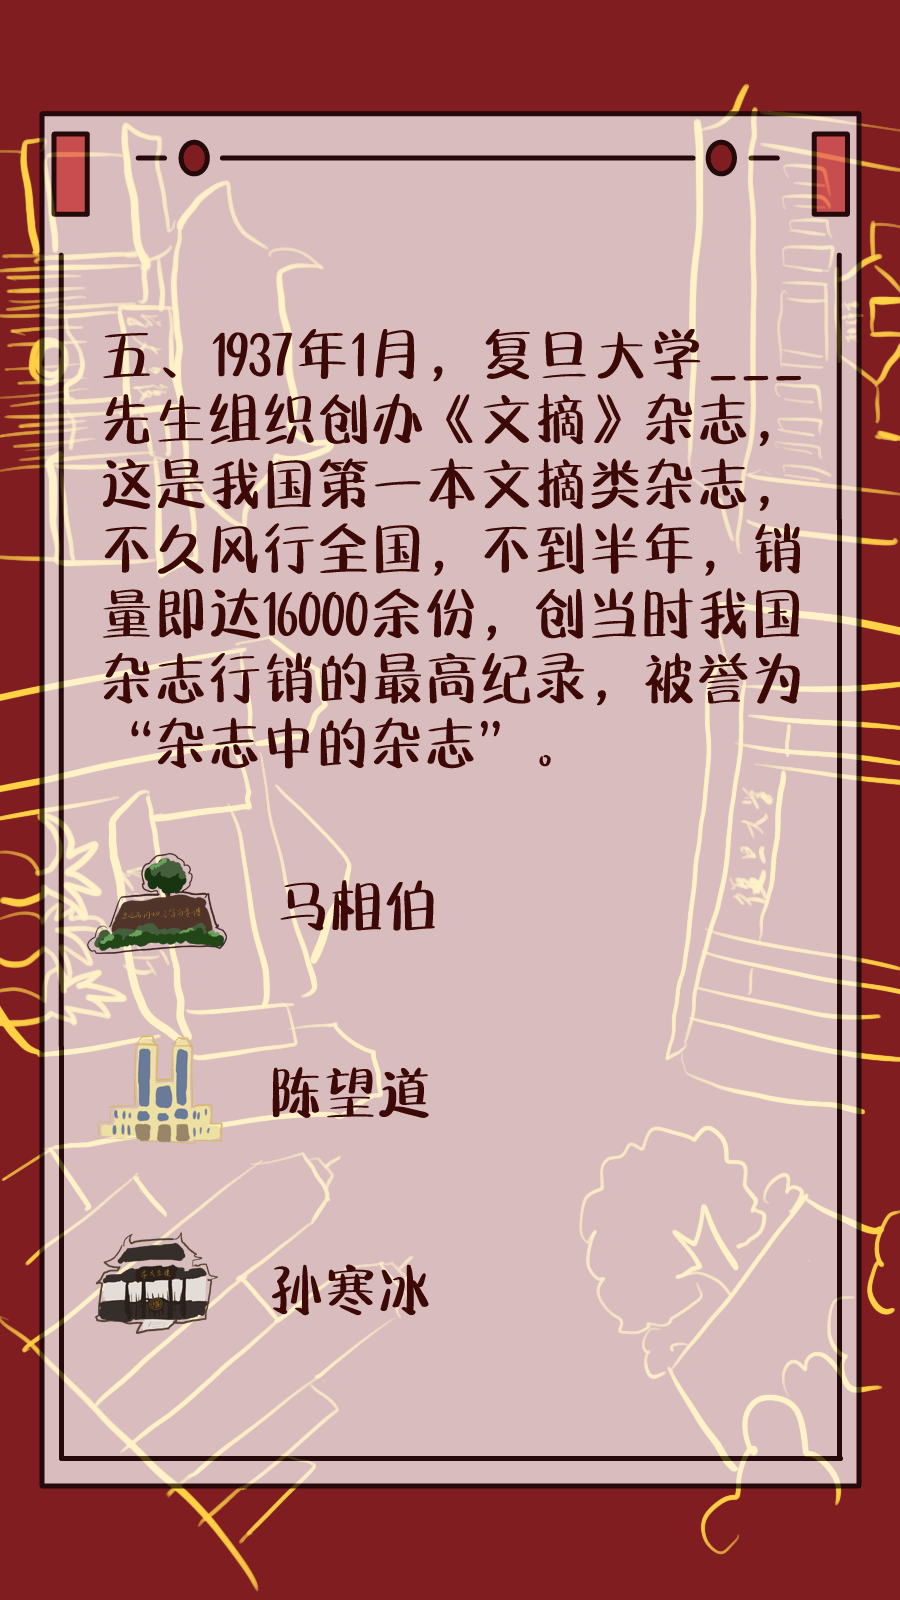 五、1937年1月，复旦大学___
先生组织创办《文摘》杂志，
这是我国第一本文摘类杂志，
不久风行全国，不到半年，销
量即达16000余份，创当时我国
杂志行销的最高纪录，被誉为
“杂志中的杂志”。
马相伯
陈望道
孙寒冰
復旦大学